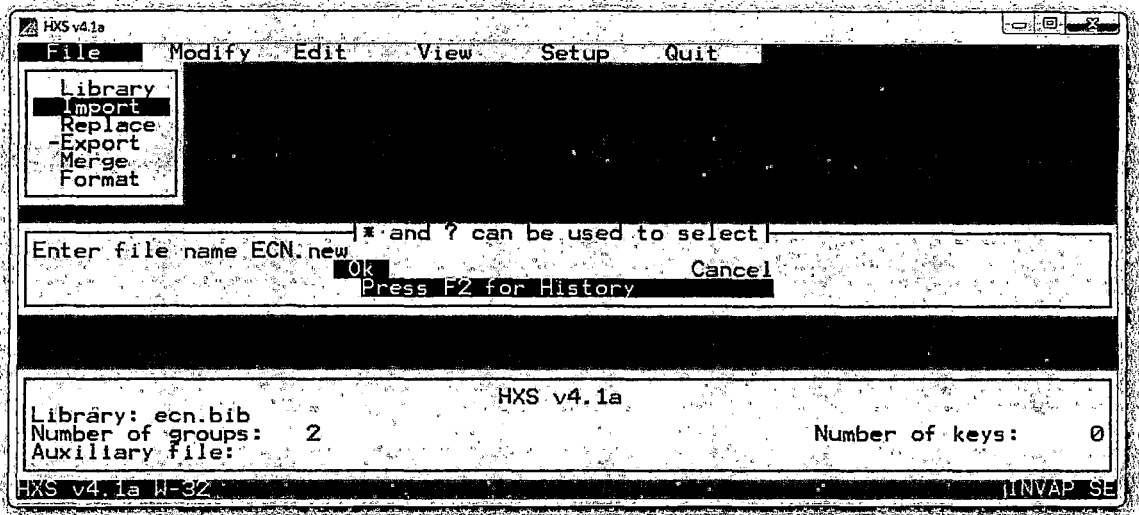 HXS v4.1a
File Modify Edit View Setup Quit
Library
Import
Replace
-Export
Merge
Format
* and ? can be used to select
Enter file name ECN.new
Ok Cancel
Press F2 for History
HXS v4.1a
Library: ecn.bib
Number of groups: 2 Number of keys: 0
Auxiliary file:
HXS v4.1a W-32 INVAP SE